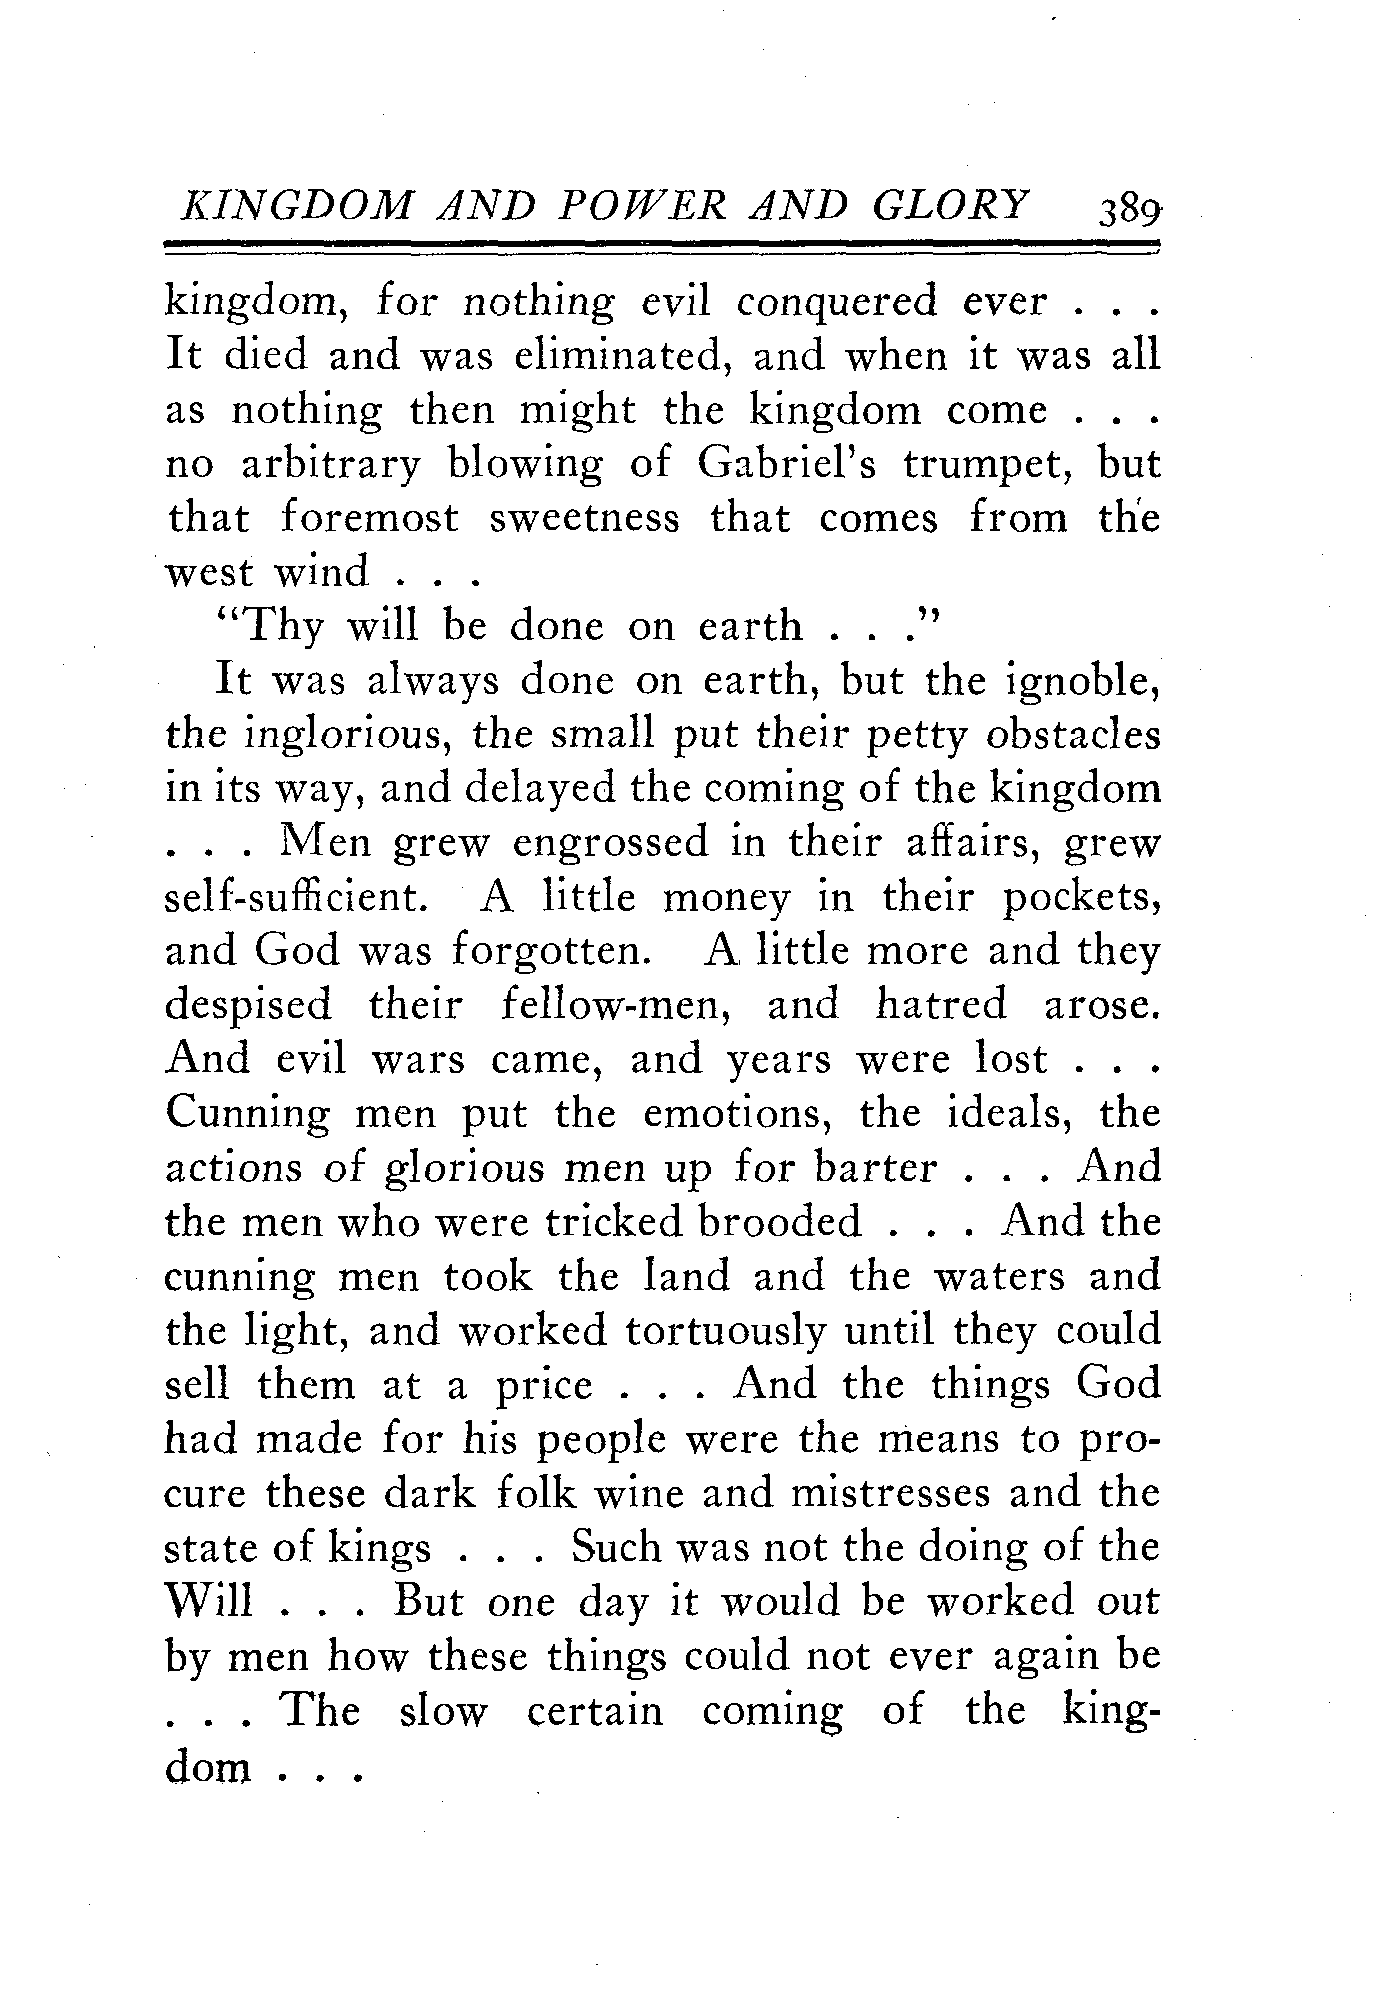 KINGDOM AND POWER AND GLORY 389
kingdom, for nothing evil conquered ever . . .
It died and was eliminated, and when it was all
as nothing then might the kingdom come . . .
no arbitrary blowing of Gabriel's trumpet, but
that foremost sweetness that comes from the
west wind . . .
"Thy will be done on earth . . ."
It was always done on earth, but the ignoble,
the inglorious, the small put their petty obstacles
in its way, and delayed the coming of the kingdom
. . . Men grew engrossed in their affairs, grew
self-sufficient. A little money in their pockets,
and God was forgotten. A little more and they
despised their fellow-men, and hatred arose.
And evil wars came, and years were lost . . .
Cunning men put the emotions, the ideals, the
actions of glorious men up for barter . . . And
the men who were tricked brooded . . . And the
cunning men took the land and the waters and
the light, and worked tortuously until they could
sell them at a price . . . And the things God
had made for his people were the means to pro-
cure these dark folk wine and mistresses and the
state of kings . . . Such was not the doing of the
Will . . . But one day it would be worked out
by men how these things could not ever again be
. . . The slow certain coming of the king-
dom . . .